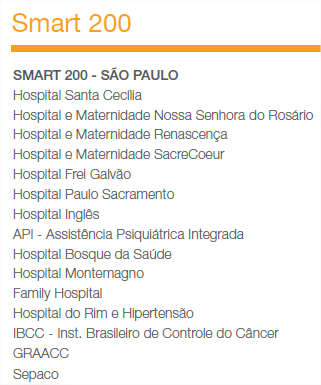 Smart 200
SMART 200 - SÃO PAULO
Hospital Santa Cecília
Hospital e Maternidade Nossa Senhora do Rosário
Hospital e Maternidade Renascença
Hospital e Maternidade SacreCoeur
Hospital Frei Galvão
Hospital Paulo Sacramento
Hospital Inglês
API - Assistência Psiquiátrica Integrada
Hospital Bosque da Saúde
Hospital Montemagno
Family Hospital
Hospital do Rim e Hipertensão
IBCC - Inst. Brasileiro de Controle do Câncer
GRAACC
Sepaco